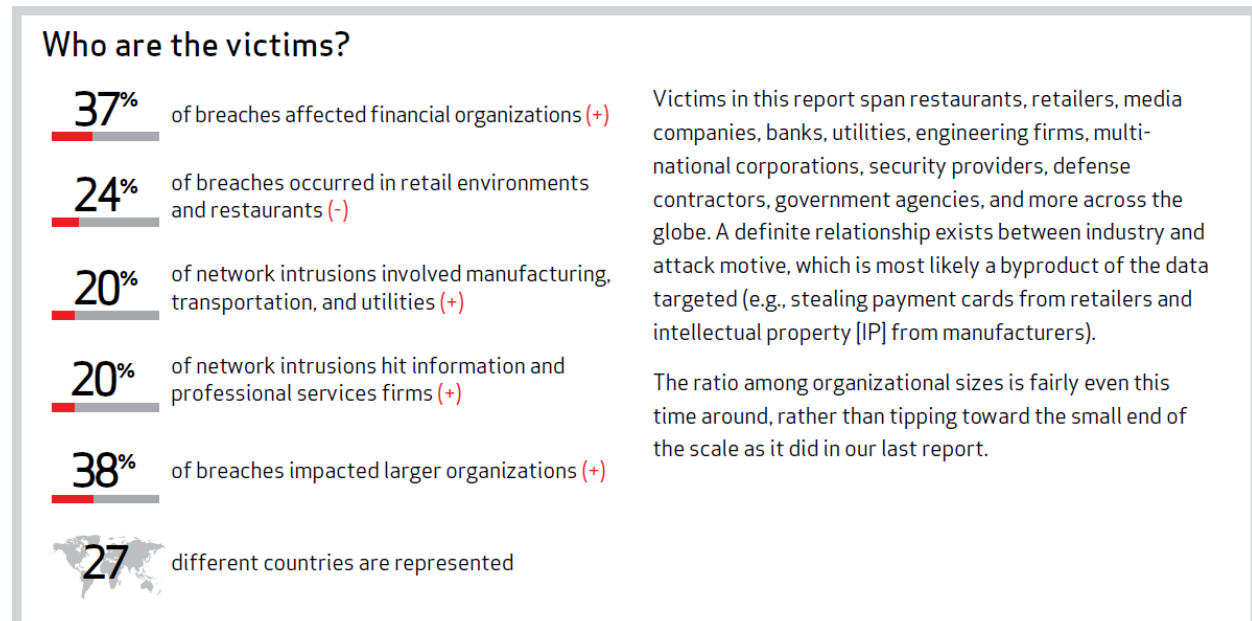 Who are the victims?
37%
of breaches affected financial organizations (+)
24%
of breaches occurred in retail environments
and restaurants (-)
20%
of network intrusions involved manufacturing,
transportation, and utilities (+)
20%
of network intrusions hit information and
professional services firms (+)
38%
of breaches impacted larger organizations (+)
27
different countries are represented
Victims in this report span restaurants, retailers, media
companies, banks, utilities, engineering firms, multi-
national corporations, security providers, defense
contractors, government agencies, and more across the
globe. A definite relationship exists between industry and
attack motive, which is most likely a byproduct of the data
targeted (e.g., stealing payment cards from retailers and
intellectual property [IP] from manufacturers).
The ratio among organizational sizes is fairly even this
time around, rather than tipping toward the small end of
the scale as it did in our last report.